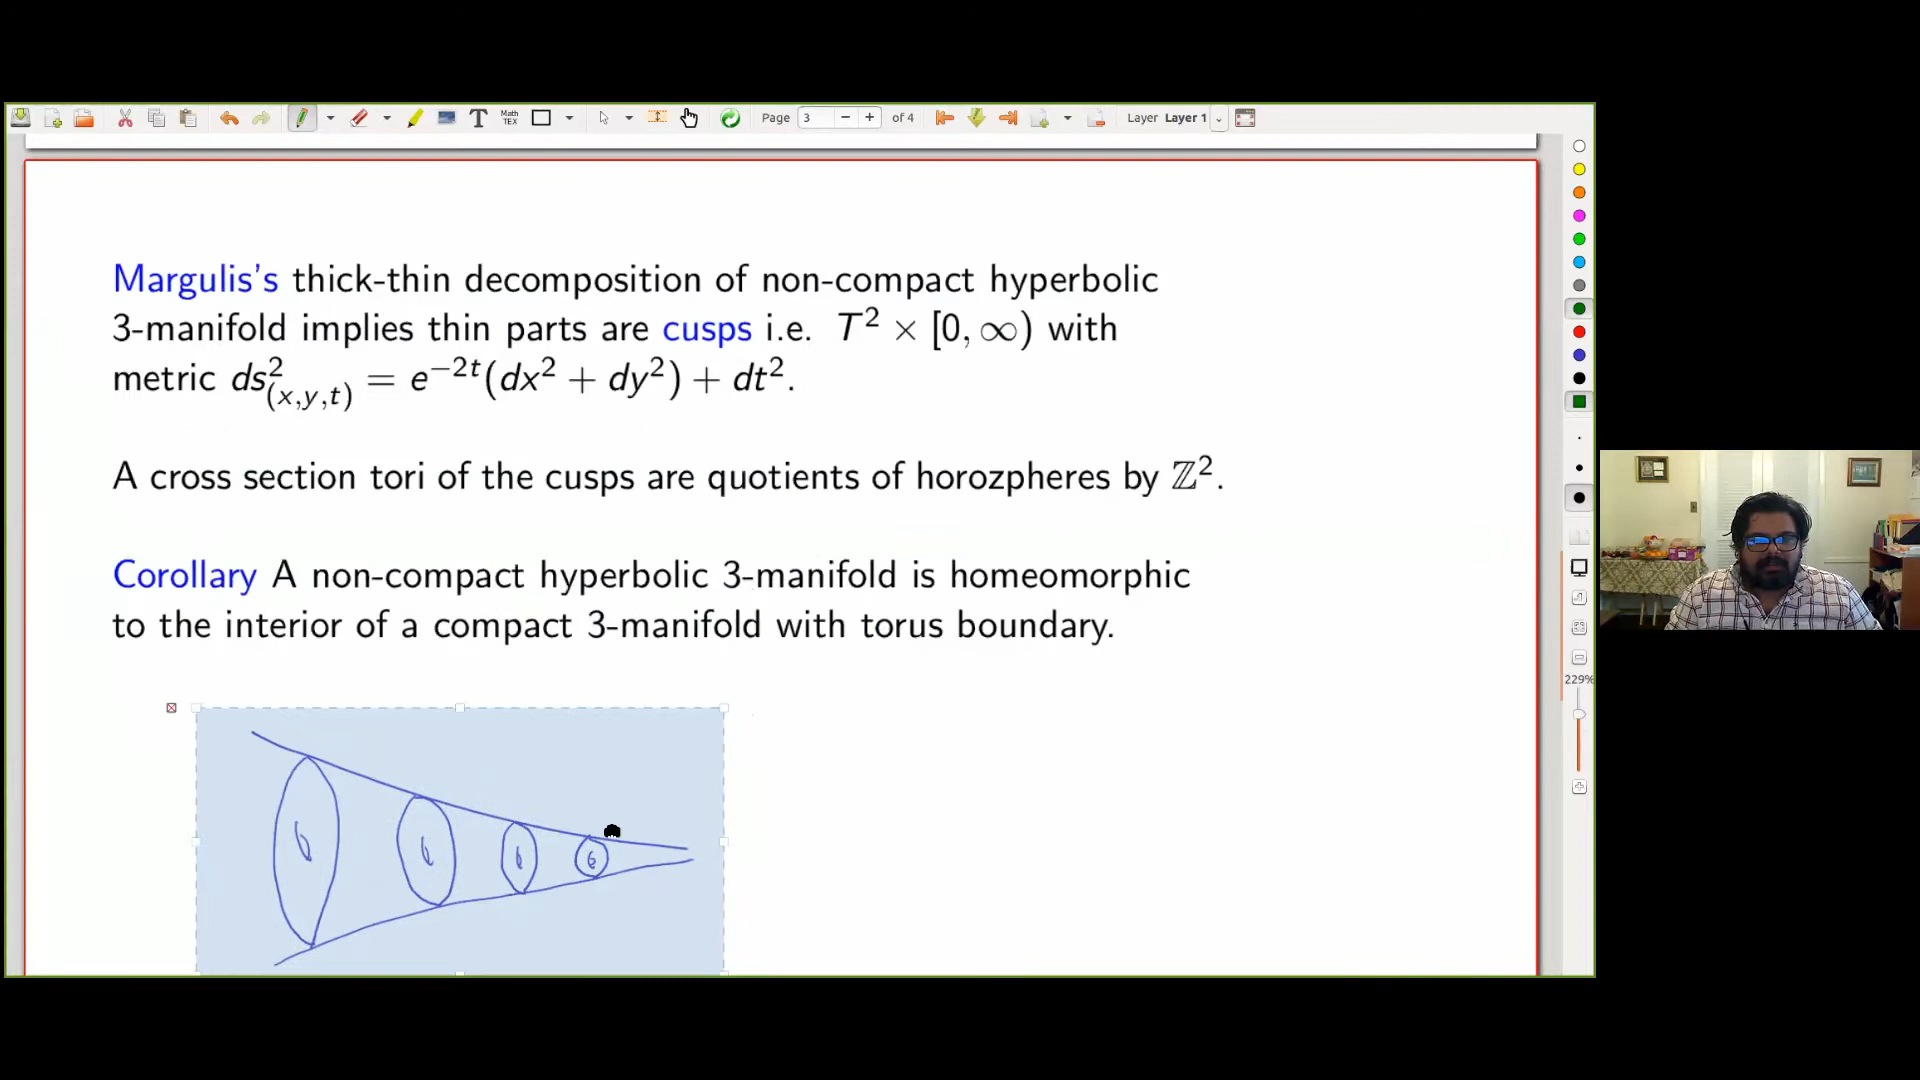 Math
TEX
T
Page 3 − + of 4
Layer Layer 1
Margulis's thick-thin decomposition of non-compact hyperbolic
3-manifold implies thin parts are cusps i.e. T² × [0, ∞) with
metric ds²₍ₓ,ᵧ,ₜ₎ = e⁻²ᵗ(dx² + dy²) + dt².
A cross section tori of the cusps are quotients of horozpheres by ℤ².
Corollary A non-compact hyperbolic 3-manifold is homeomorphic
to the interior of a compact 3-manifold with torus boundary.
229%